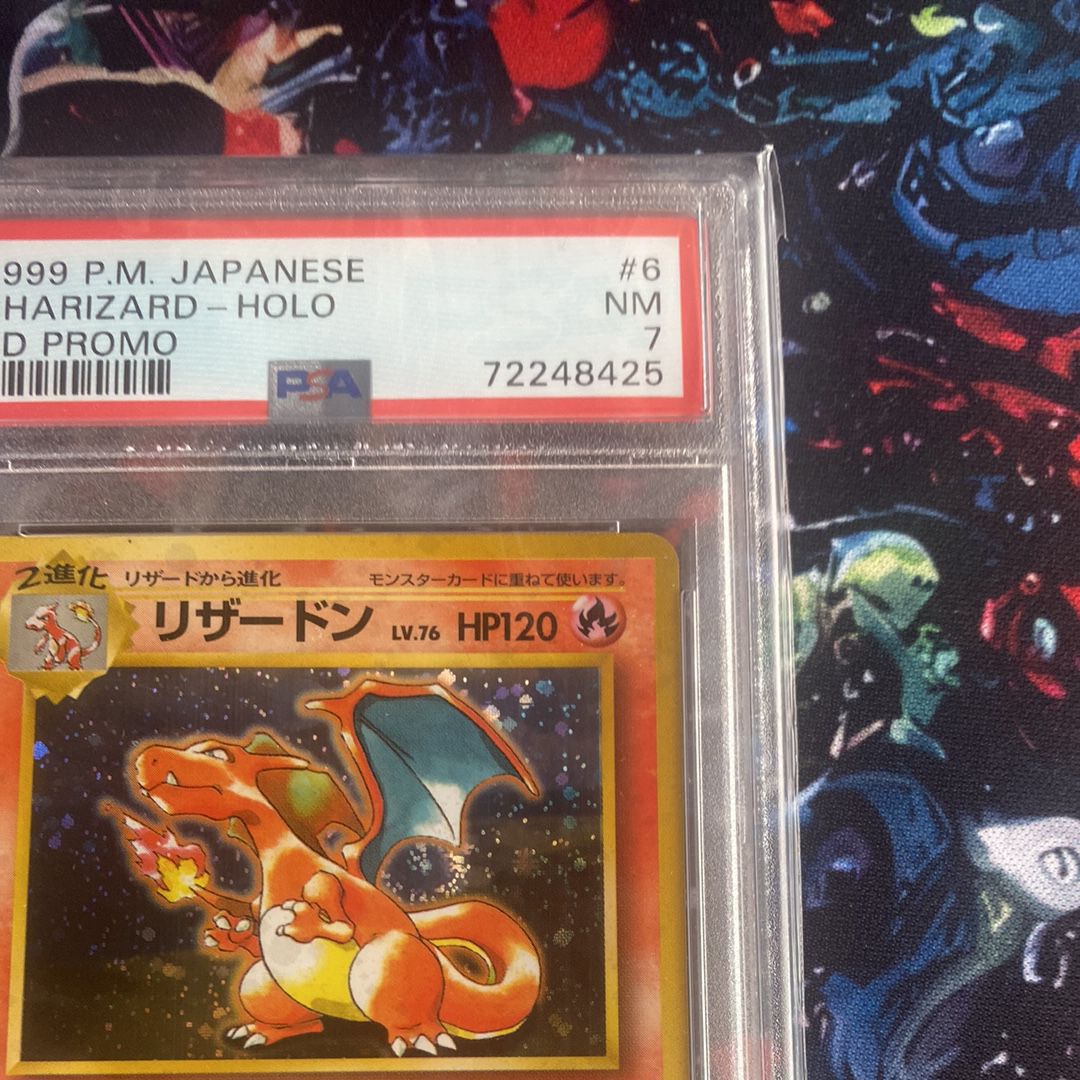 999 P.M. JAPANESE #6
HARIZARD-HOLO NM
D PROMO 7
PSA 72248425
2進化 リザードから進化 モンスターカードに重ねて使います。
リザードン LV.76 HP120